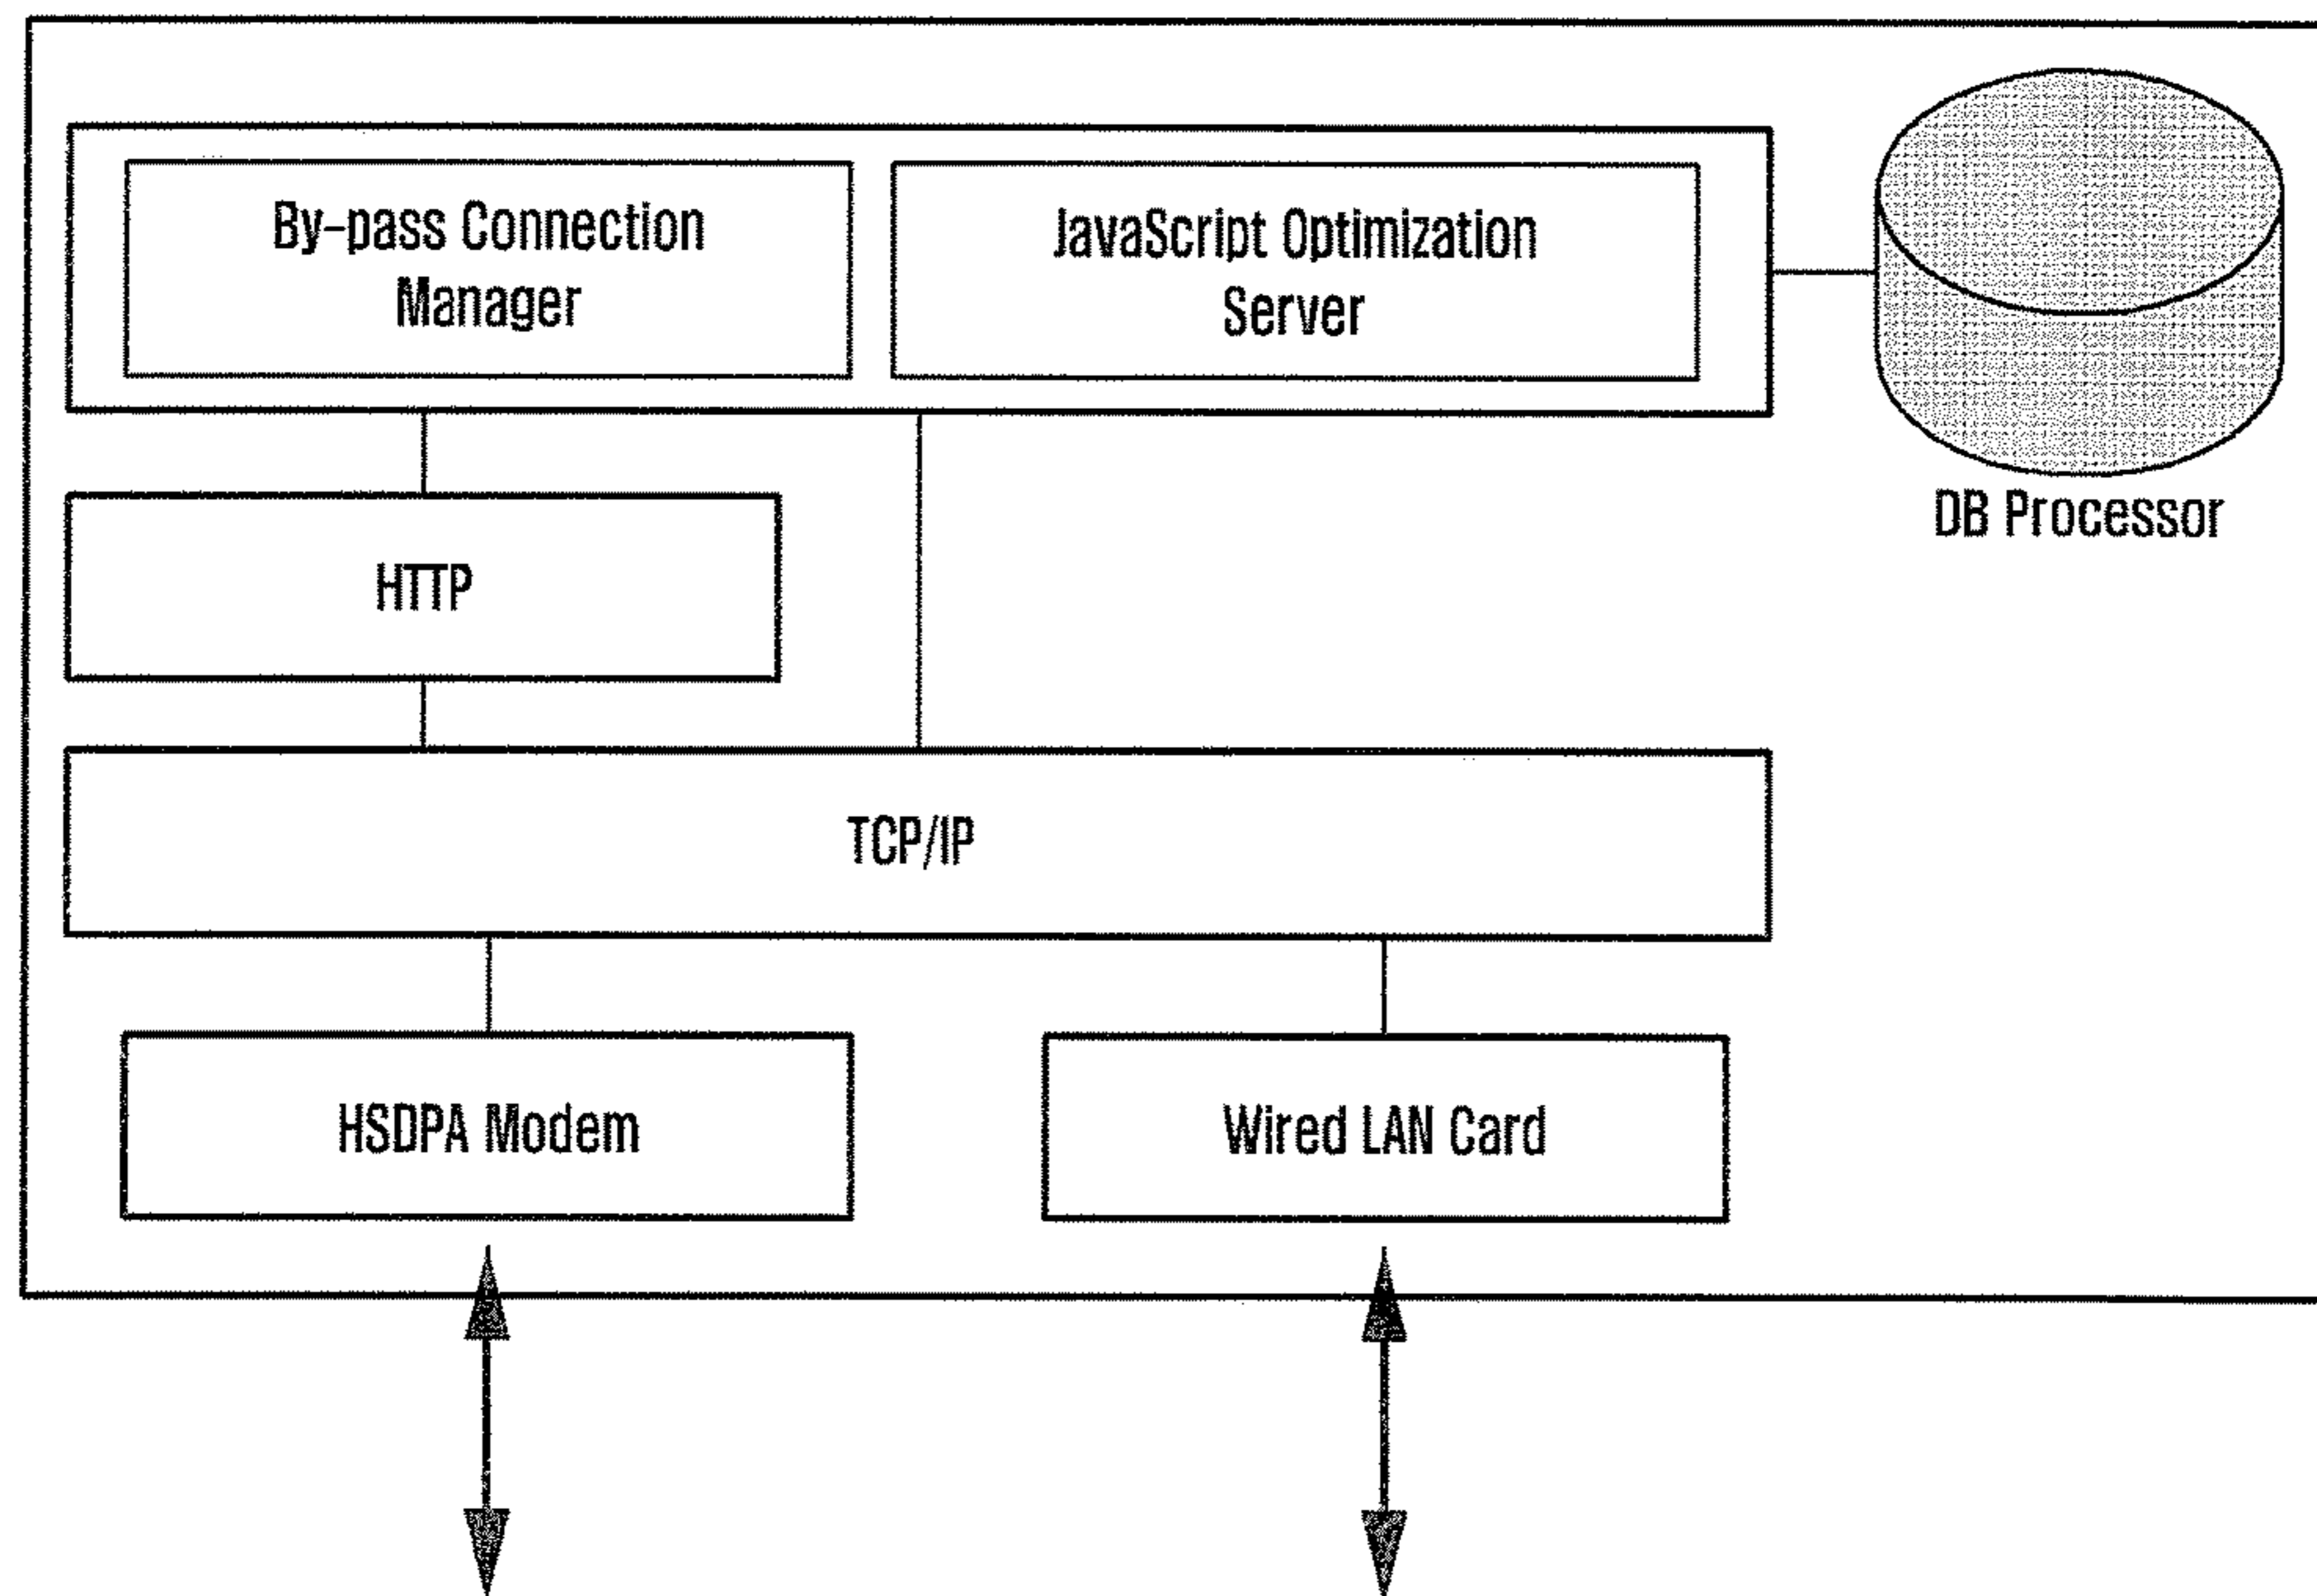 By-pass Connection
Manager
JavaScript Optimization
Server
DB Processor
HTTP
TCP/IP
HSDPA Modem
Wired LAN Card